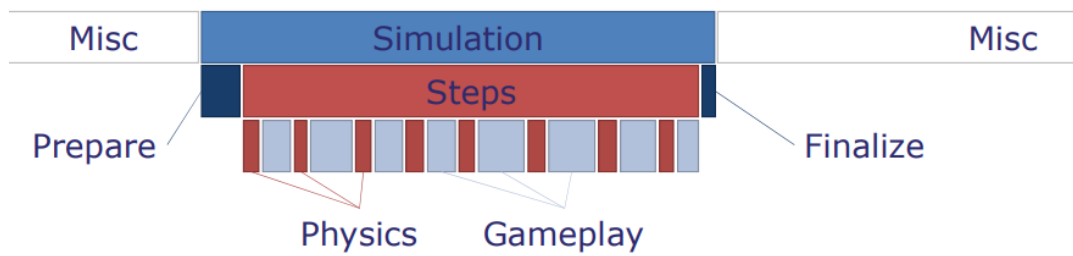 Misc
Simulation
Misc
Steps
Prepare
Finalize
Physics
Gameplay